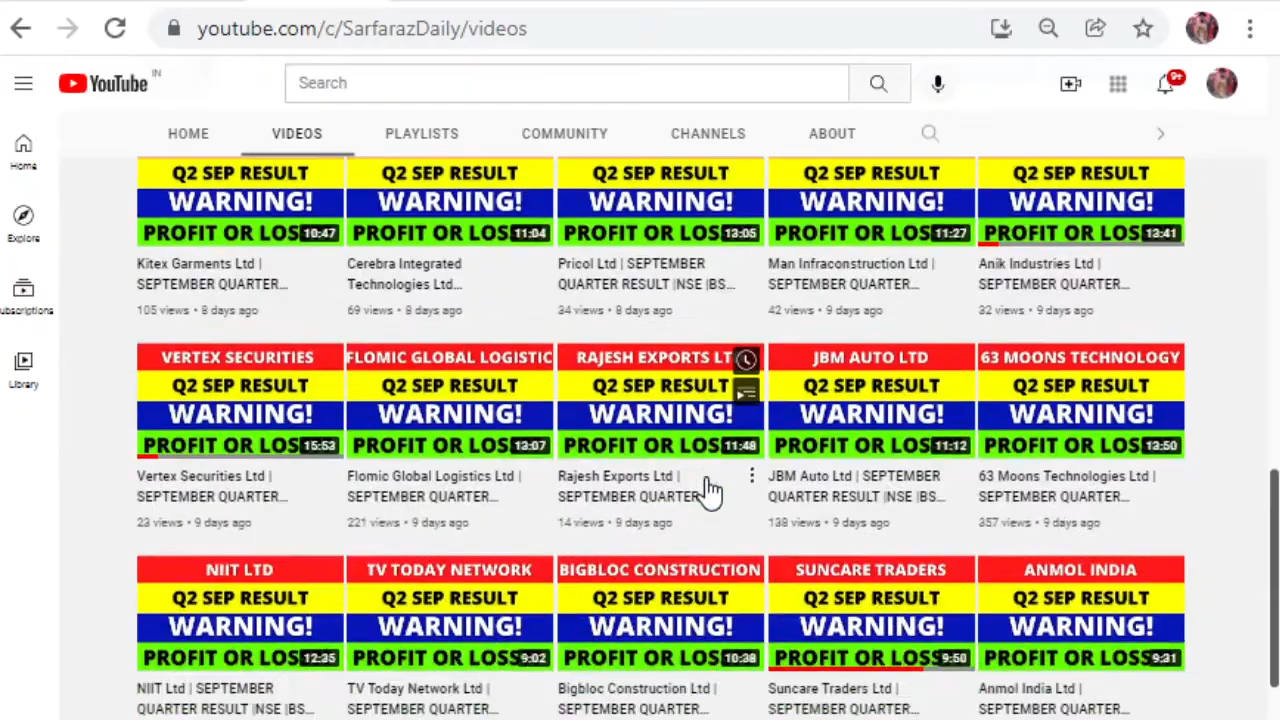 youtube.com/c/SarfarazDaily/videos
YouTube IN
Search
9+
HOME VIDEOS PLAYLISTS COMMUNITY CHANNELS ABOUT
Home
Explore
ubscriptions
Library
Q2 SEP RESULT Q2 SEP RESULT Q2 SEP RESULT Q2 SEP RESULT Q2 SEP RESULT
WARNING! WARNING! WARNING! WARNING! WARNING!
PROFIT OR LOS 10:47 PROFIT OR LOS 11:04 PROFIT OR LOS 13:05 PROFIT OR LOS 11:27 PROFIT OR LOS 13:41
Kitex Garments Ltd | Cerebra Integrated Pricol Ltd | SEPTEMBER Man Infraconstruction Ltd | Anik Industries Ltd |
SEPTEMBER QUARTER... Technologies Ltd... QUARTER RESULT |NSE |BS... SEPTEMBER QUARTER... SEPTEMBER QUARTER...
105 views • 8 days ago 69 views • 8 days ago 34 views • 8 days ago 42 views • 9 days ago 32 views • 9 days ago
VERTEX SECURITIES FLOMIC GLOBAL LOGISTIC RAJESH EXPORTS LT JBM AUTO LTD 63 MOONS TECHNOLOGY
Q2 SEP RESULT Q2 SEP RESULT Q2 SEP RESULT Q2 SEP RESULT Q2 SEP RESULT
WARNING! WARNING! WARNING! WARNING! WARNING!
PROFIT OR LOS 15:53 PROFIT OR LOS 13:07 PROFIT OR LOS 11:48 PROFIT OR LOS 11:12 PROFIT OR LOS 13:50
Vertex Securities Ltd | Flomic Global Logistics Ltd | Rajesh Exports Ltd | JBM Auto Ltd | SEPTEMBER 63 Moons Technologies Ltd |
SEPTEMBER QUARTER... SEPTEMBER QUARTER... SEPTEMBER QUARTER QUARTER RESULT |NSE |BS... SEPTEMBER QUARTER...
23 views • 9 days ago 221 views • 9 days ago 14 views • 9 days ago 138 views • 9 days ago 357 views • 9 days ago
NIIT LTD TV TODAY NETWORK BIGBLOC CONSTRUCTION SUNCARE TRADERS ANMOL INDIA
Q2 SEP RESULT Q2 SEP RESULT Q2 SEP RESULT Q2 SEP RESULT Q2 SEP RESULT
WARNING! WARNING! WARNING! WARNING! WARNING!
PROFIT OR LOS 12:35 PROFIT OR LOSS 9:02 PROFIT OR LOS 10:38 PROFIT OR LOSS 9:50 PROFIT OR LOSS 9:31
NIIT Ltd | SEPTEMBER TV Today Network Ltd | Bigbloc Construction Ltd | Suncare Traders Ltd | Anmol India Ltd |
QUARTER RESULT |NSE |BS... SEPTEMBER QUARTER... SEPTEMBER QUARTER... SEPTEMBER QUARTER... SEPTEMBER QUARTER...